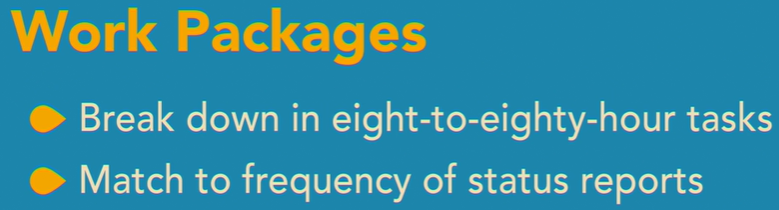 Work Packages
Break down in eight-to-eighty-hour tasks
Match to frequency of status reports